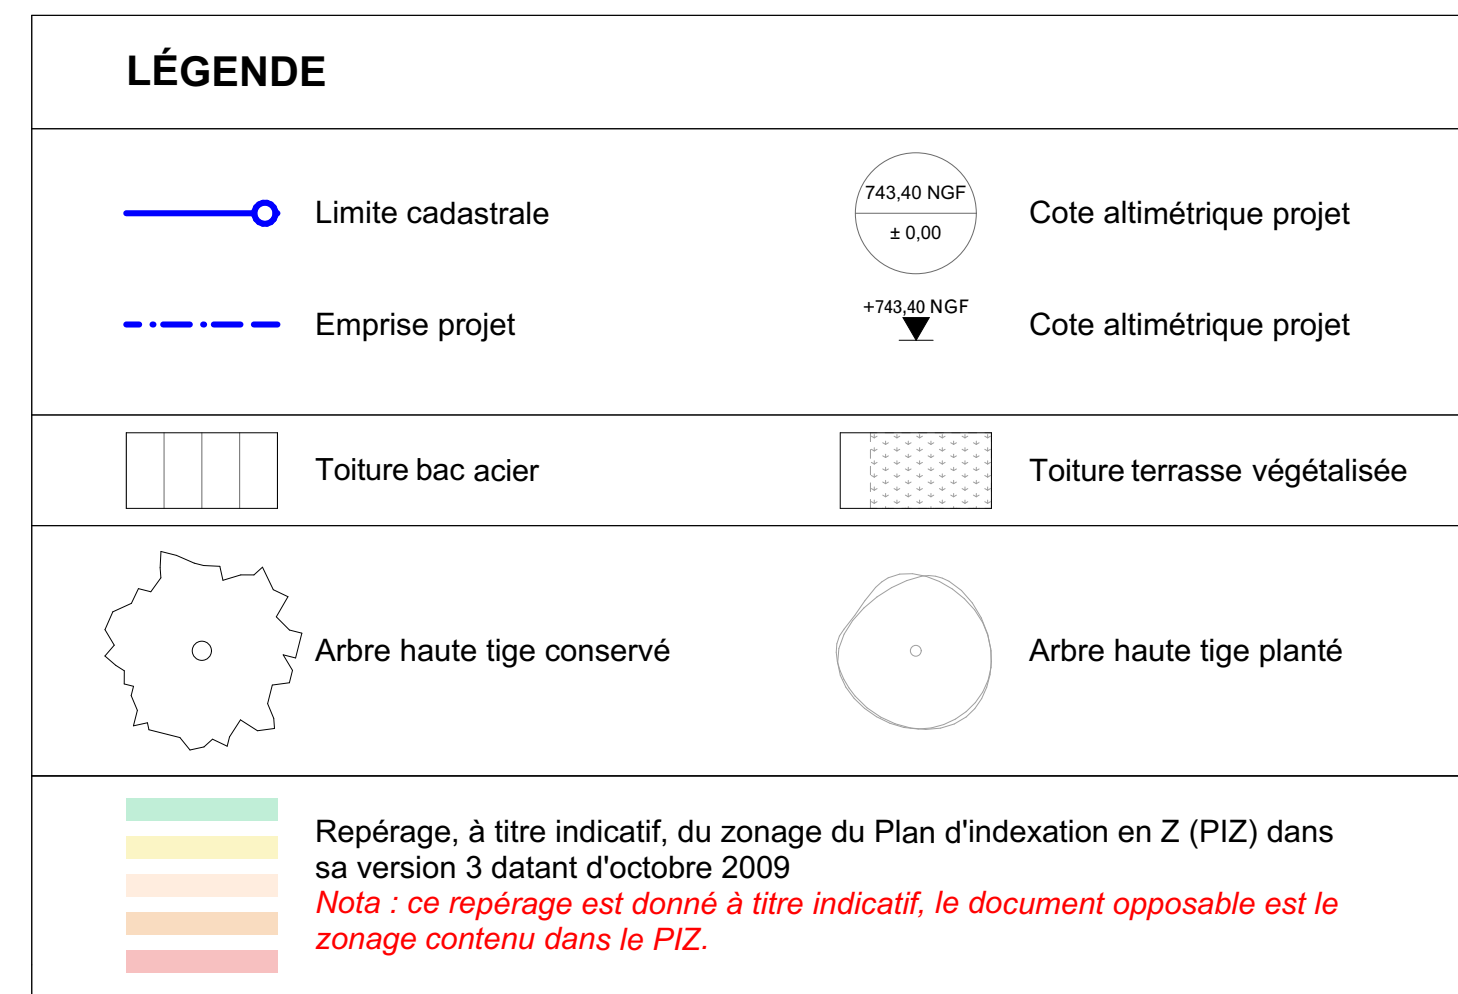 LÉGENDE
Limite cadastrale
743,40 NGF
± 0,00
Cote altimétrique projet
Emprise projet
+743,40 NGF
Cote altimétrique projet
Toiture bac acier
Toiture terrasse végétalisée
Arbre haute tige conservé
Arbre haute tige planté
Repérage, à titre indicatif, du zonage du Plan d'indexation en Z (PIZ) dans
sa version 3 datant d'octobre 2009
Nota : ce repérage est donné à titre indicatif, le document opposable est le
zonage contenu dans le PIZ.